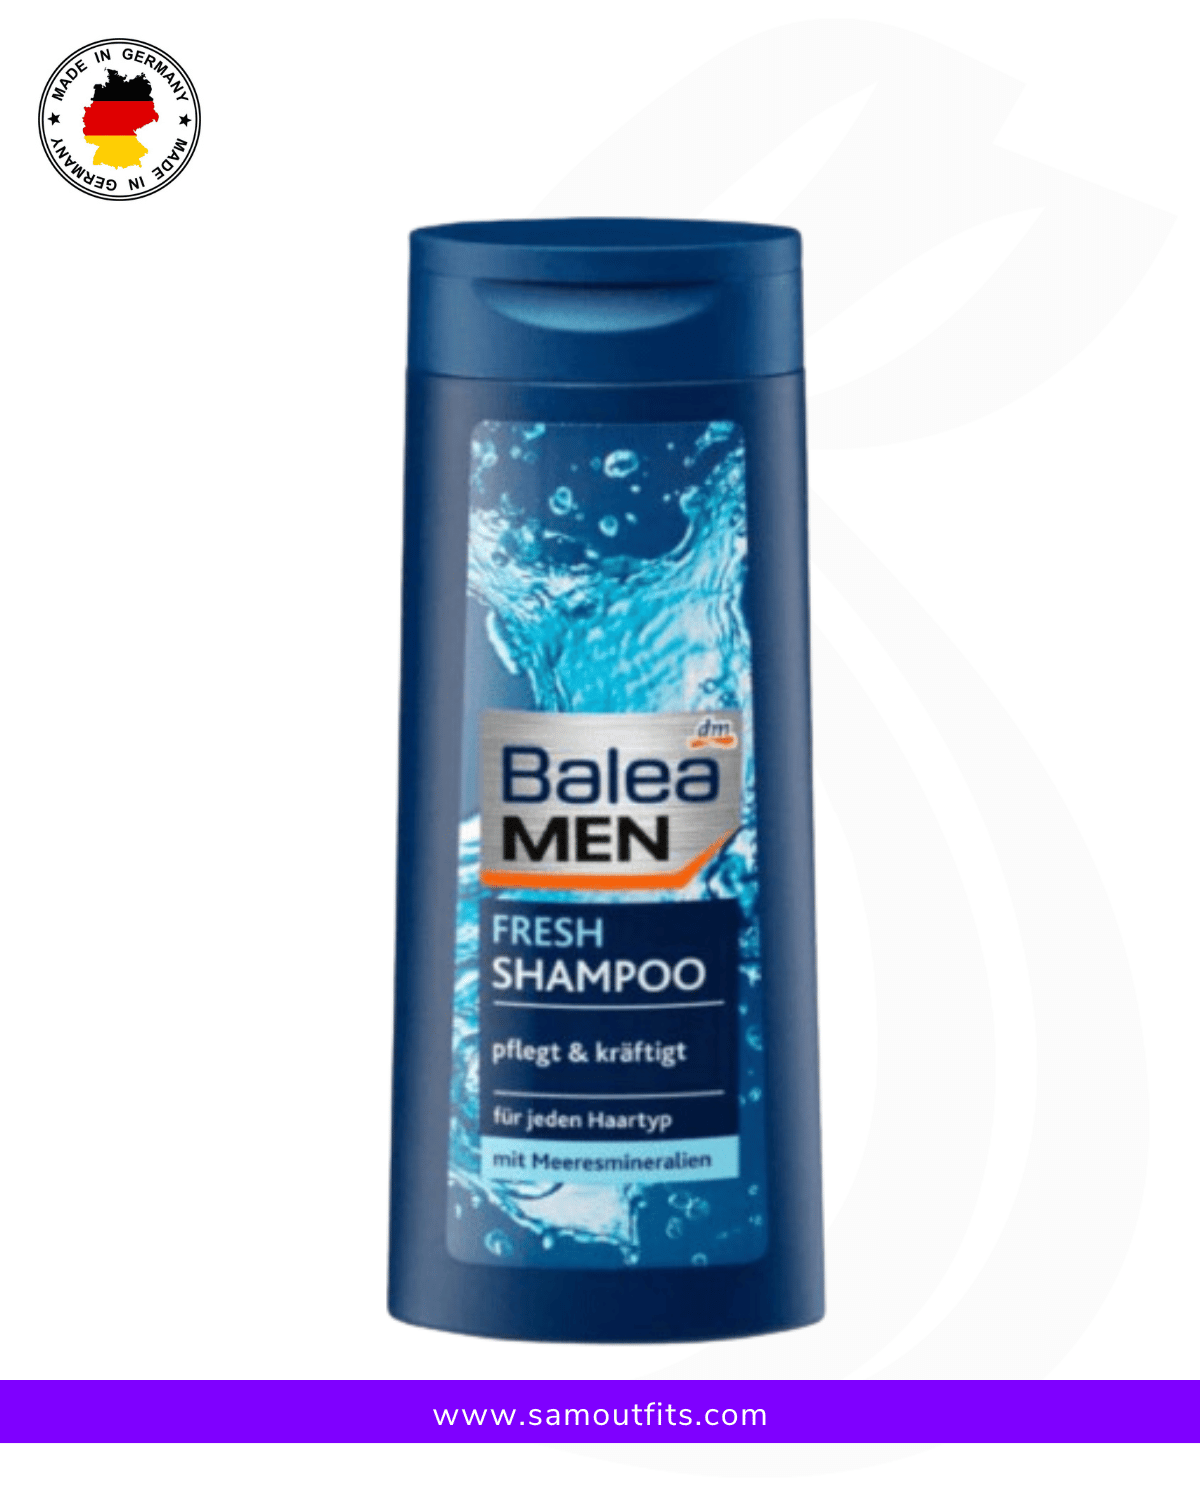 MADE IN GERMANY
MADE IN GERMANY
dm
Balea
MEN
FRESH
SHAMPOO
pflegt & kräftigt
für jeden Haartyp
mit Meeresmineralien
www.samoutfits.com